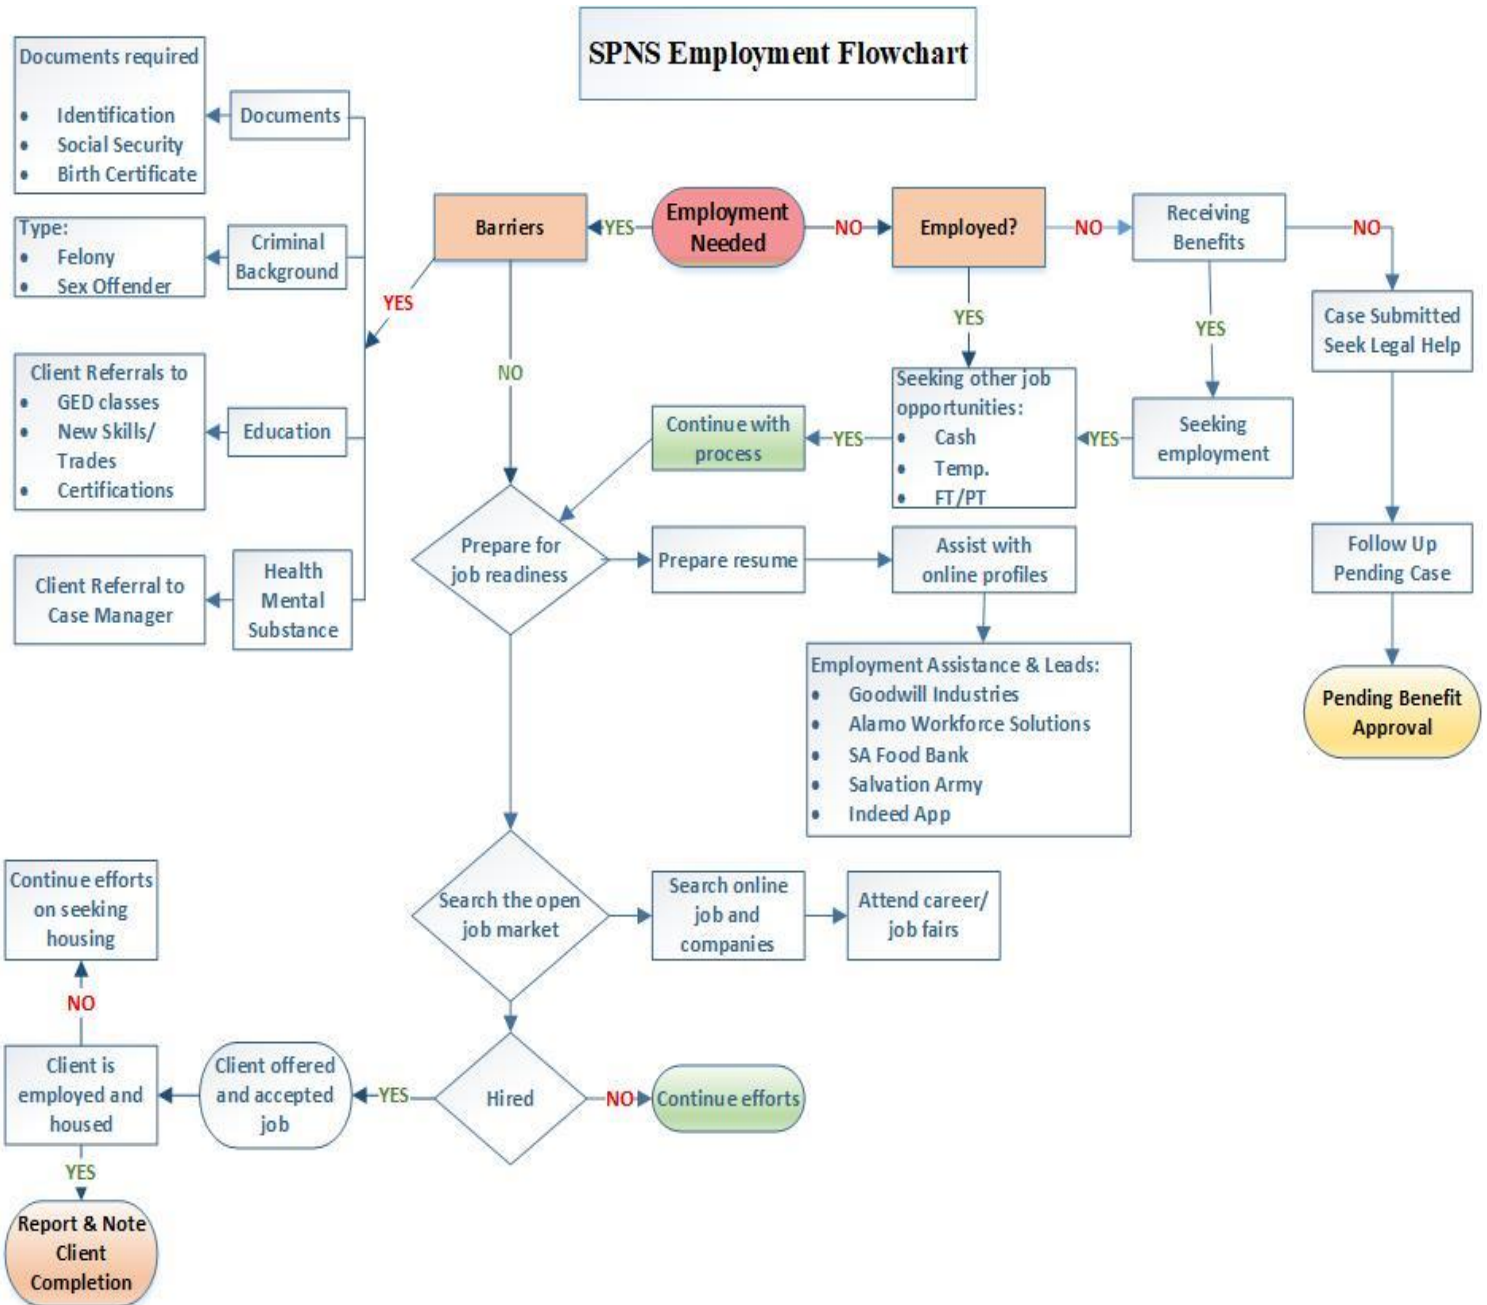 SPNS Employment Flowchart
Documents required
• Identification
• Social Security
• Birth Certificate
Documents
Type:
• Felony
• Sex Offender
Criminal
Background
Client Referrals to
• GED classes
• New Skills/
Trades
• Certifications
Education
Client Referral to
Case Manager
Health
Mental
Substance
YES
Barriers
YES
Employment
Needed
NO
Employed?
NO
Receiving
Benefits
NO
NO
YES
YES
Case Submitted
Seek Legal Help
Continue with
process
YES
Seeking other job
opportunities:
• Cash
• Temp.
• FT/PT
YES
Seeking
employment
Prepare for
job readiness
Prepare resume
Assist with
online profiles
Follow Up
Pending Case
Employment Assistance & Leads:
• Goodwill Industries
• Alamo Workforce Solutions
• SA Food Bank
• Salvation Army
• Indeed App
Pending Benefit
Approval
Search the open
job market
Search online
job and
companies
Attend career/
job fairs
Continue efforts
on seeking
housing
NO
Client is
employed and
housed
Client offered
and accepted
job
YES
Hired
NO
Continue efforts
YES
Report & Note
Client
Completion